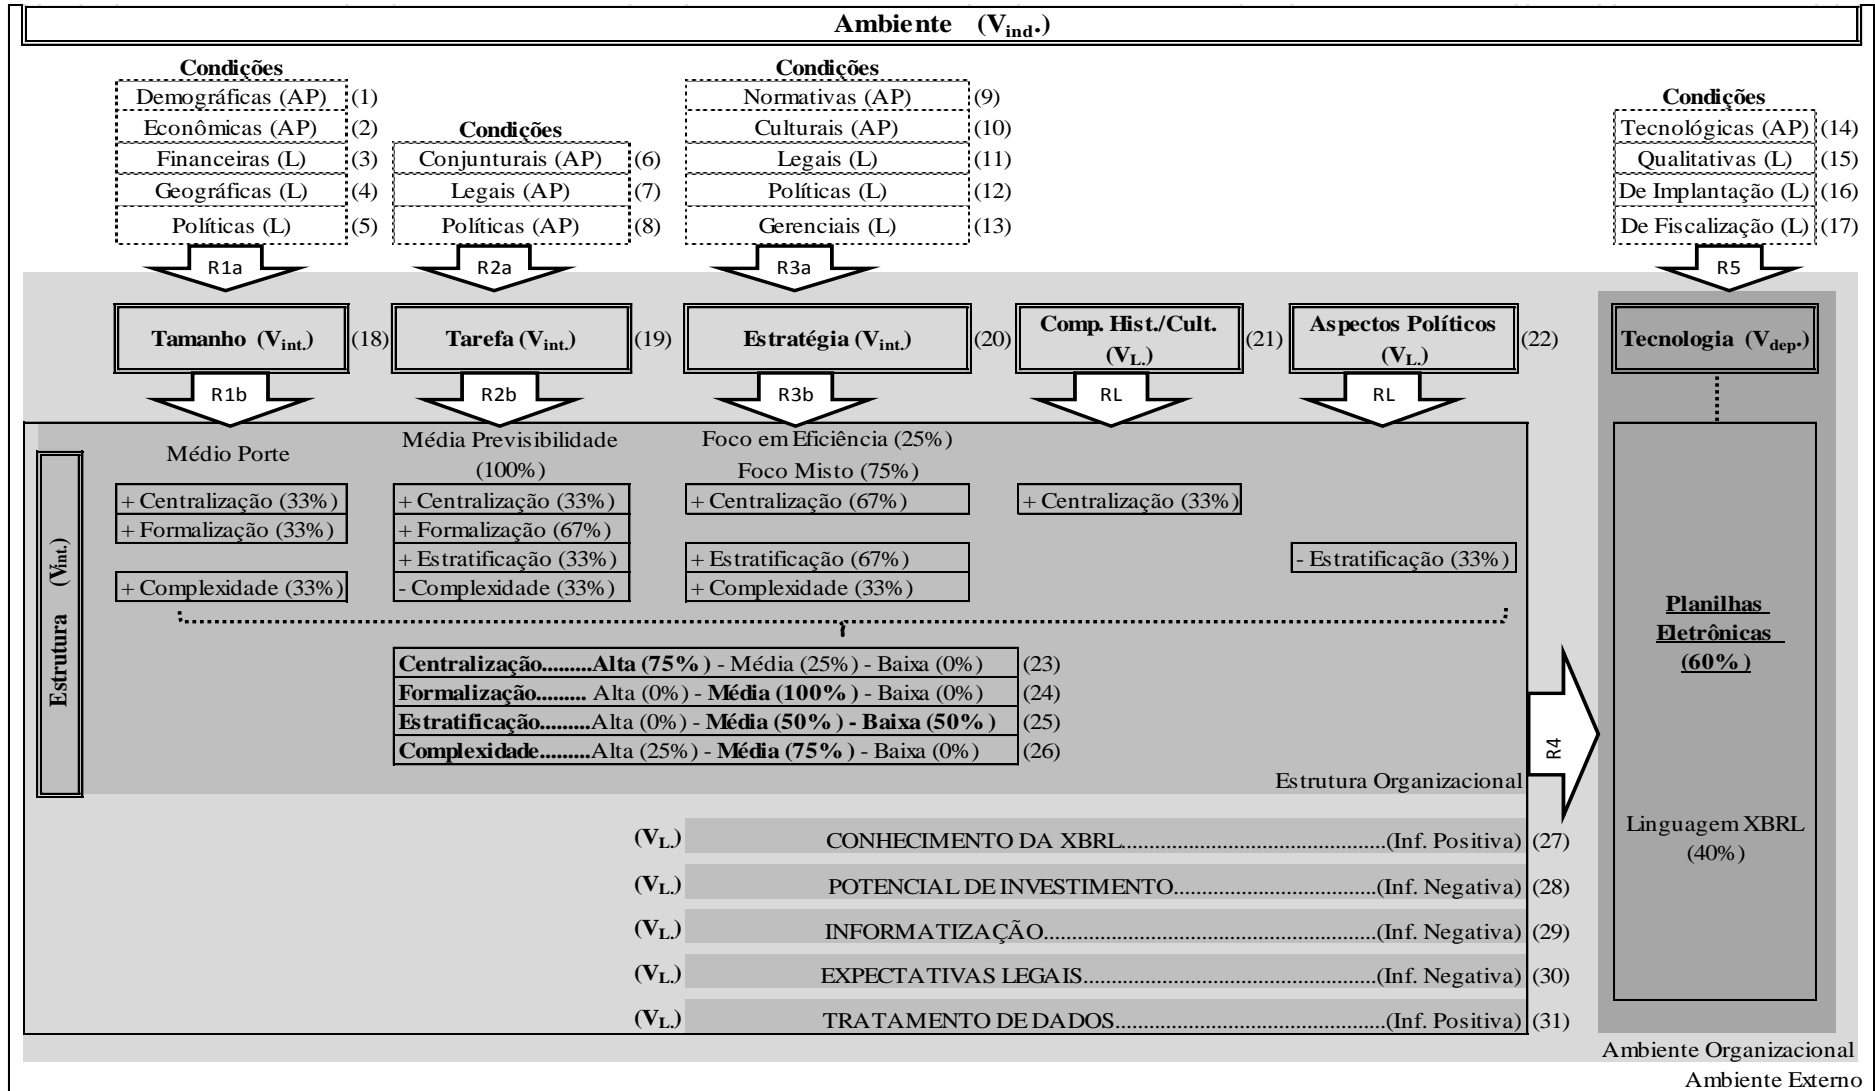 Ambiente (Vind.)
Condições
Demográficas (AP) (1)
Econômicas (AP) (2)
Financeiras (L) (3)
Geográficas (L) (4)
Políticas (L) (5)
R1a
Condições
Conjunturais (AP) (6)
Legais (AP) (7)
Políticas (AP) (8)
R2a
Condições
Normativas (AP) (9)
Culturais (AP) (10)
Legais (L) (11)
Políticas (L) (12)
Gerenciais (L) (13)
R3a
Condições
Tecnológicas (AP) (14)
Qualitativas (L) (15)
De Implantação (L) (16)
De Fiscalização (L) (17)
R5
Tamanho (Vint.) (18)
Tarefa (Vint.) (19)
Estratégia (Vint.) (20)
Comp. Hist./Cult.
(VL.) (21)
Aspectos Políticos
(VL.) (22)
Tecnologia (Vdep.)
R1b
R2b
R3b
RL
RL
Estrutura (Vint.)
Médio Porte
+ Centralização (33%)
+ Formalização (33%)
+ Complexidade (33%)
Média Previsibilidade
(100%)
+ Centralização (33%)
+ Formalização (67%)
+ Estratificação (33%)
- Complexidade (33%)
Foco em Eficiência (25%)
Foco Misto (75%)
+ Centralização (67%)
+ Estratificação (67%)
+ Complexidade (33%)
+ Centralização (33%)
- Estratificação (33%)
Centralização.........Alta (75%) - Média (25%) - Baixa (0%) (23)
Formalização......... Alta (0%) - Média (100%) - Baixa (0%) (24)
Estratificação.........Alta (0%) - Média (50%) - Baixa (50%) (25)
Complexidade.........Alta (25%) - Média (75%) - Baixa (0%) (26)
Estrutura Organizacional
R4
Planilhas
Eletrônicas
(60%)
Linguagem XBRL
(40%)
(VL.) CONHECIMENTO DA XBRL..........................................(Inf. Positiva) (27)
(VL.) POTENCIAL DE INVESTIMENTO.................................(Inf. Negativa) (28)
(VL.) INFORMATIZAÇÃO.....................................................(Inf. Negativa) (29)
(VL.) EXPECTATIVAS LEGAIS...............................................(Inf. Negativa) (30)
(VL.) TRATAMENTO DE DADOS...........................................(Inf. Positiva) (31)
Ambiente Organizacional
Ambiente Externo